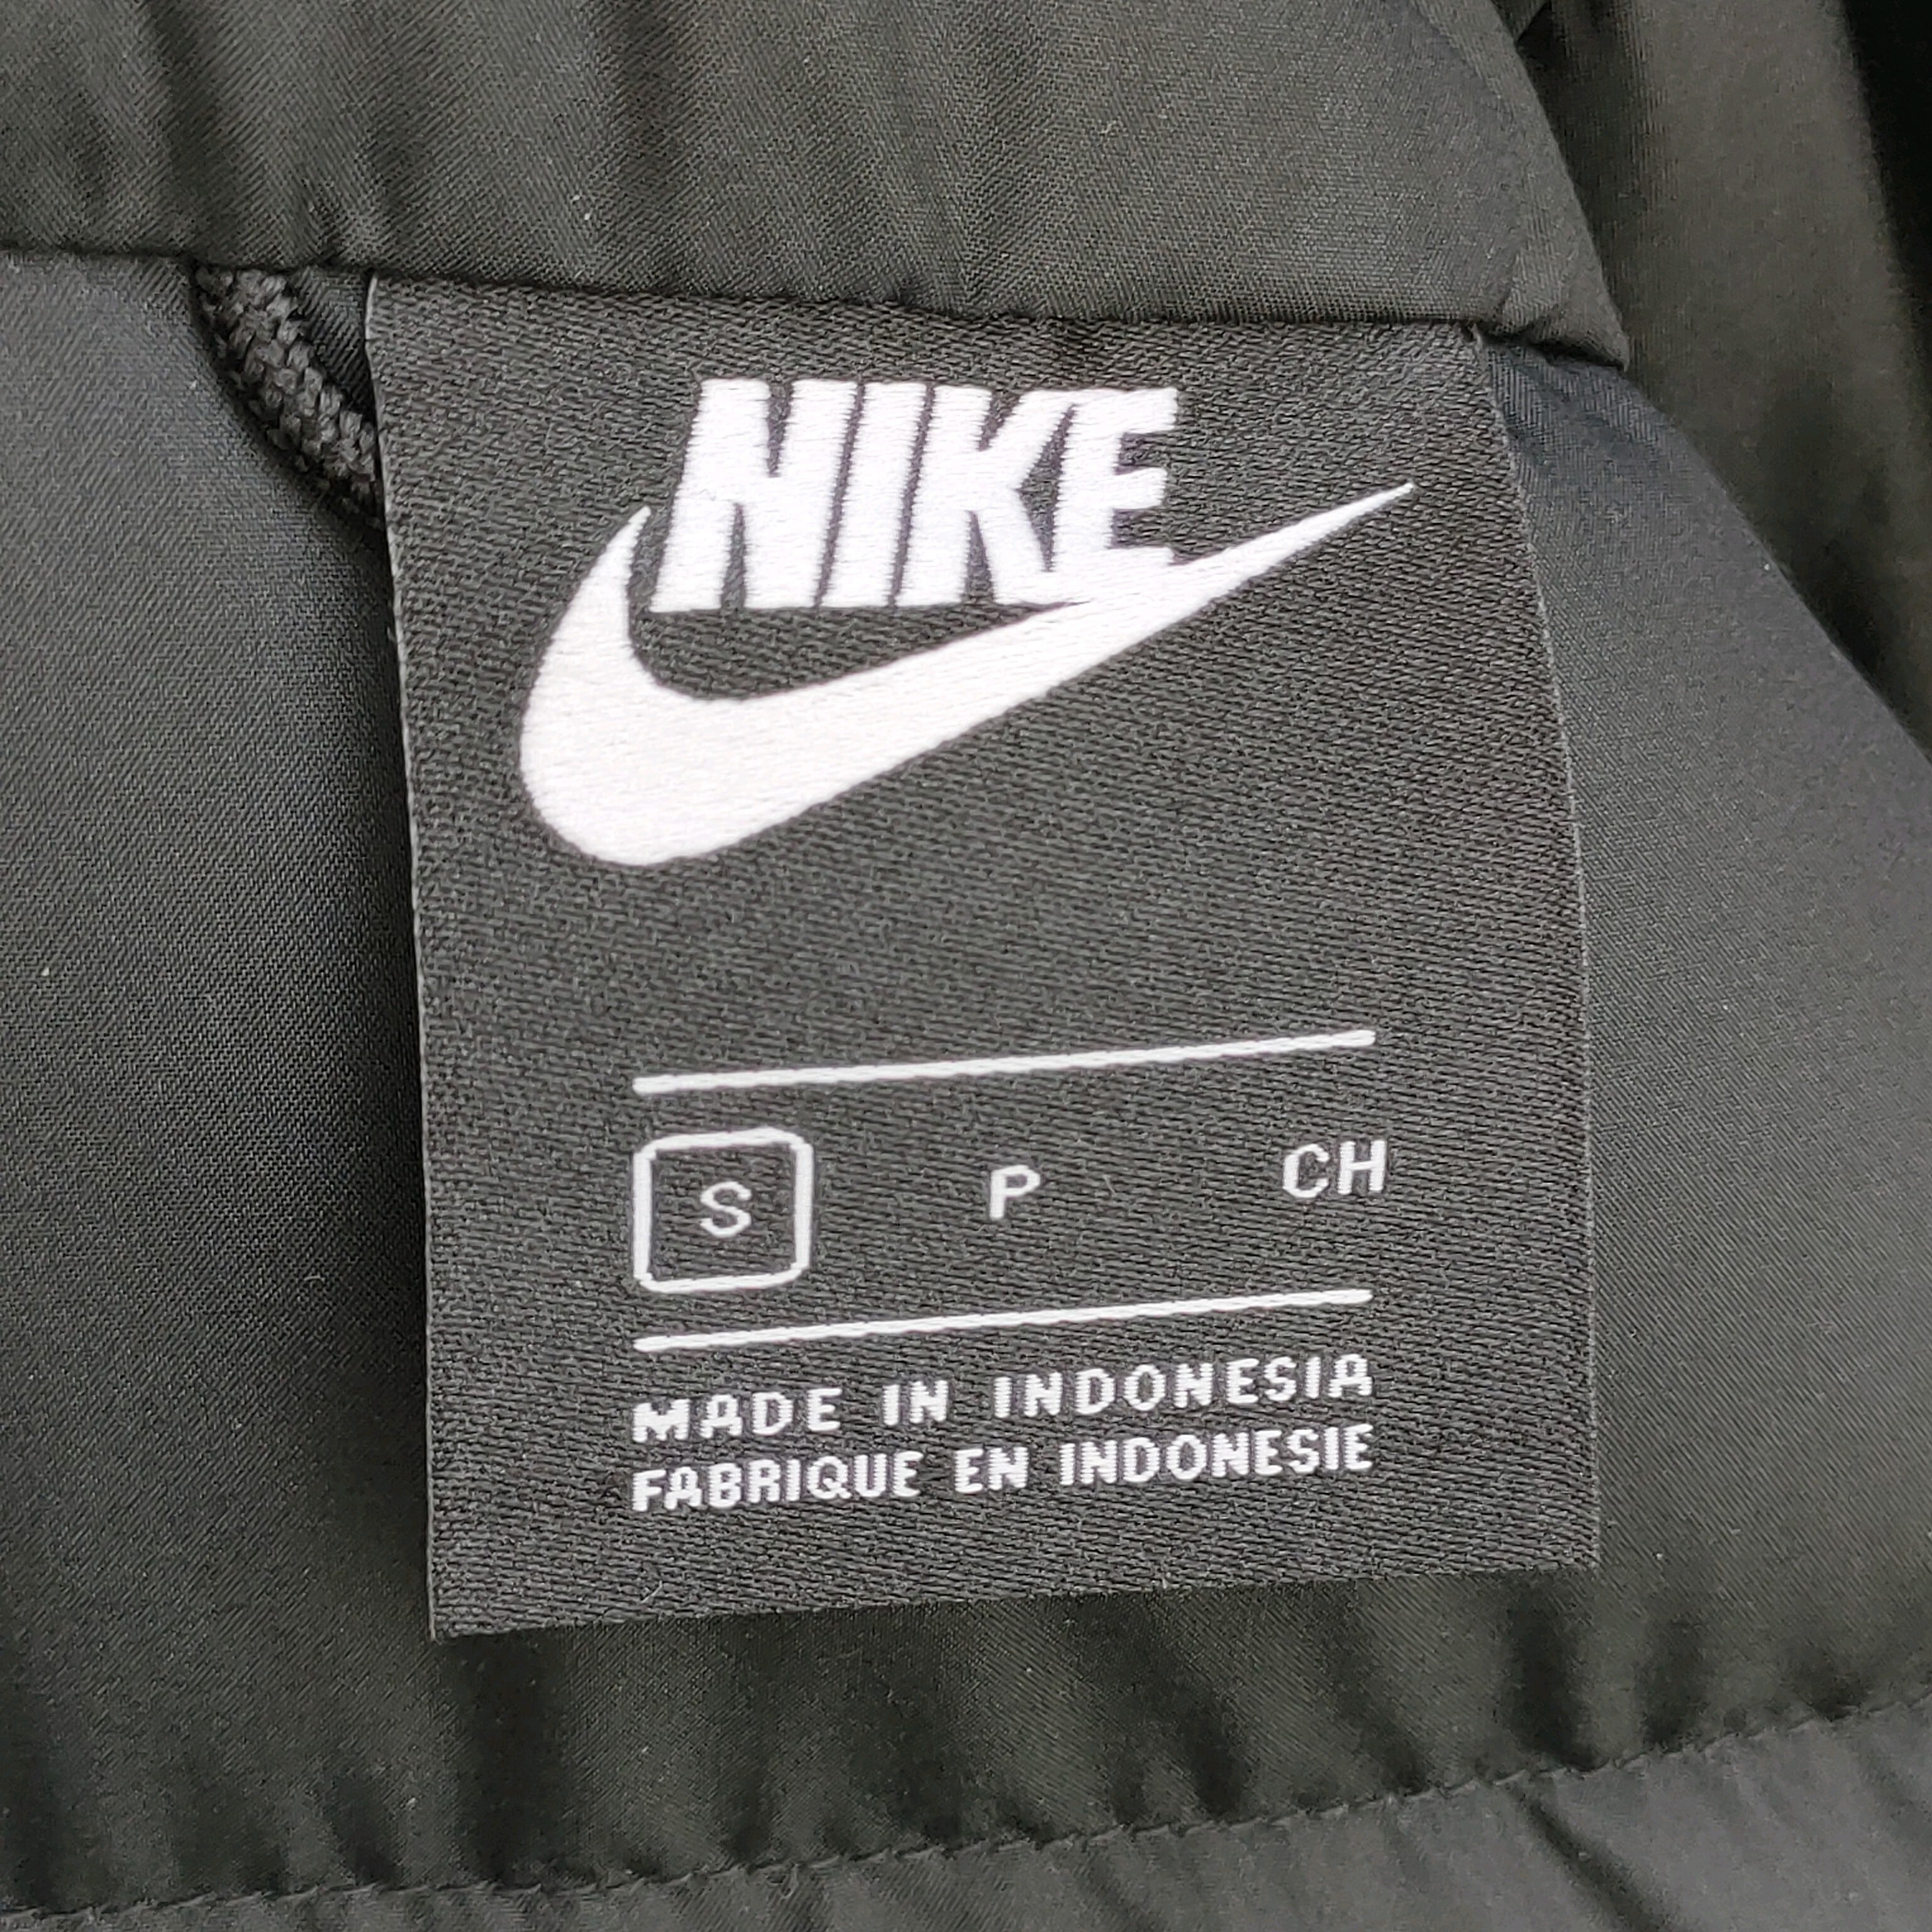 NIKE
S P CH
MADE IN INDONESIA
FABRIQUE EN INDONESIE